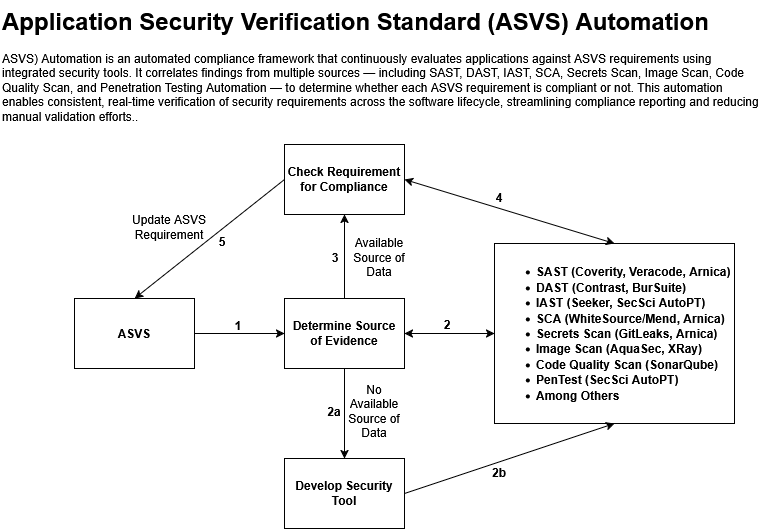 Application Security Verification Standard (ASVS) Automation
ASVS) Automation is an automated compliance framework that continuously evaluates applications against ASVS requirements using
integrated security tools. It correlates findings from multiple sources — including SAST, DAST, IAST, SCA, Secrets Scan, Image Scan, Code
Quality Scan, and Penetration Testing Automation — to determine whether each ASVS requirement is compliant or not. This automation
enables consistent, real-time verification of security requirements across the software lifecycle, streamlining compliance reporting and reducing
manual validation efforts..
Check Requirement
for Compliance
4
Update ASVS
Requirement
5
3
Available
Source of
Data
ASVS
1
Determine Source
of Evidence
2
• SAST (Coverity, Veracode, Arnica)
• DAST (Contrast, BurSuite)
• IAST (Seeker, SecSci AutoPT)
• SCA (WhiteSource/Mend, Arnica)
• Secrets Scan (GitLeaks, Arnica)
• Image Scan (AquaSec, XRay)
• Code Quality Scan (SonarQube)
• PenTest (SecSci AutoPT)
• Among Others
2a
No
Available
Source of
Data
Develop Security
Tool
2b